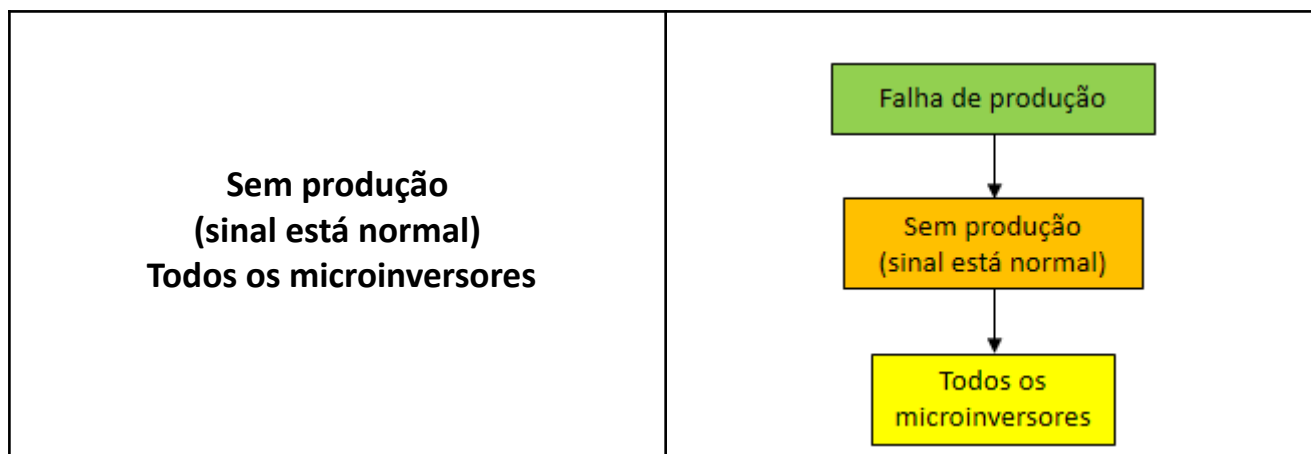 Sem produção
(sinal está normal)
Todos os microinversores
Falha de produção
Sem produção
(sinal está normal)
Todos os
microinversores